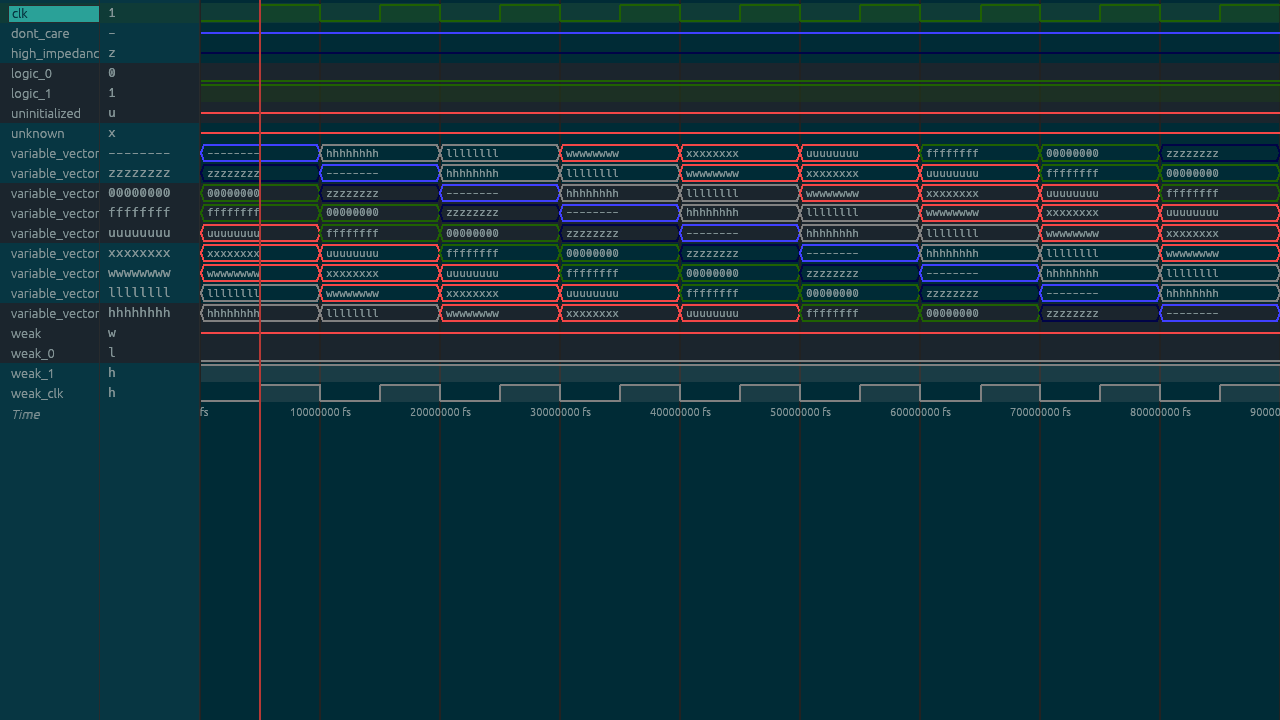 clk 1
dont_care –
high_impedanc z
logic_0 0
logic_1 1
uninitialized u
unknown x
variable_vector -------- -------- hhhhhhhh llllllll wwwwwwww xxxxxxxx uuuuuuuu ffffffff 00000000 zzzzzzzz
variable_vector zzzzzzzz zzzzzzzz -------- hhhhhhhh llllllll wwwwwwww xxxxxxxx uuuuuuuu ffffffff 00000000
variable_vector 00000000 00000000 zzzzzzzz -------- hhhhhhhh llllllll wwwwwwww xxxxxxxx uuuuuuuu ffffffff
variable_vector ffffffff ffffffff 00000000 zzzzzzzz -------- hhhhhhhh llllllll wwwwwwww xxxxxxxx uuuuuuuu
variable_vector uuuuuuuu uuuuuuuu ffffffff 00000000 zzzzzzzz -------- hhhhhhhh llllllll wwwwwwww xxxxxxxx
variable_vector xxxxxxxx xxxxxxxx uuuuuuuu ffffffff 00000000 zzzzzzzz -------- hhhhhhhh llllllll wwwwwwww
variable_vector wwwwwwww wwwwwwww xxxxxxxx uuuuuuuu ffffffff 00000000 zzzzzzzz -------- hhhhhhhh llllllll
variable_vector llllllll llllllll wwwwwwww xxxxxxxx uuuuuuuu ffffffff 00000000 zzzzzzzz -------- hhhhhhhh
variable_vector hhhhhhhh hhhhhhhh llllllll wwwwwwww xxxxxxxx uuuuuuuu ffffffff 00000000 zzzzzzzz --------
weak w
weak_0 l
weak_1 h
weak_clk h
Time fs 10000000 fs 20000000 fs 30000000 fs 40000000 fs 50000000 fs 60000000 fs 70000000 fs 80000000 fs 90000